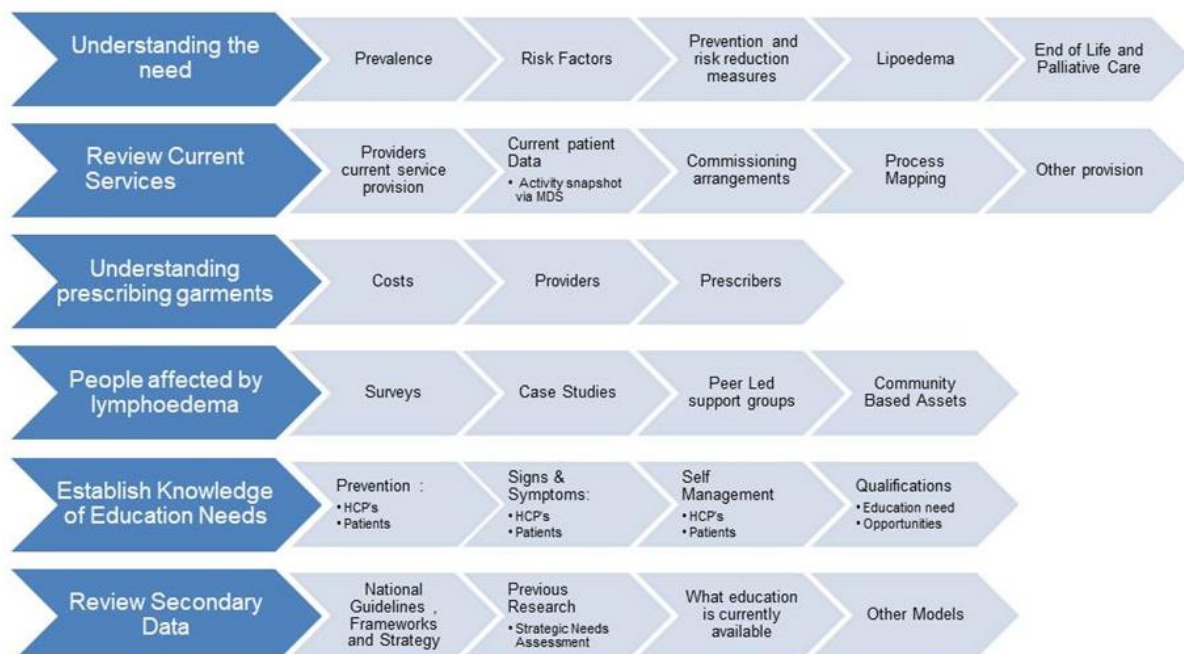 Understanding the
need
Prevalence
Risk Factors
Prevention and
risk reduction
measures
Lipoedema
End of Life and
Palliative Care
Review Current
Services
Providers
current service
provision
Current patient
Data
• Activity snapshot
via MDS
Commissioning
arrangements
Process
Mapping
Other provision
Understanding
prescribing garments
Costs
Providers
Prescribers
People affected by
lymphoedema
Surveys
Case Studies
Peer Led
support groups
Community
Based Assets
Establish Knowledge
of Education Needs
Prevention :
• HCP's
• Patients
Signs &
Symptoms:
• HCP's
• Patients
Self
Management
• HCP's
• Patients
Qualifications
• Education need
• Opportunities
Review Secondary
Data
National
Guidelines ,
Frameworks
and Strategy
Previous
Research
• Strategic Needs
Assessment
What education
is currently
available
Other Models